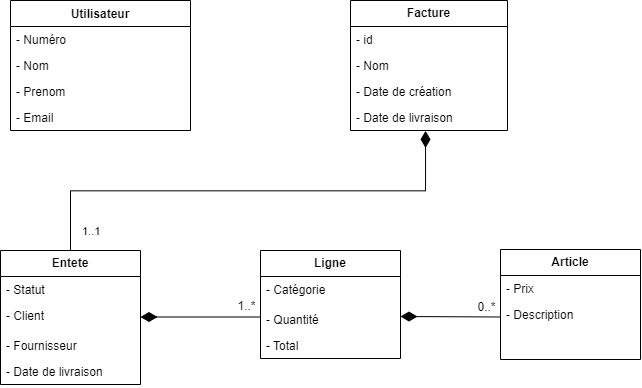 Utilisateur
- Numéro
- Nom
- Prenom
- Email
Facture
- id
- Nom
- Date de création
- Date de livraison
1..1
Entete
- Statut
- Client
- Fournisseur
- Date de livraison
1..*
Ligne
- Catégorie
- Quantité
- Total
0..*
Article
- Prix
- Description